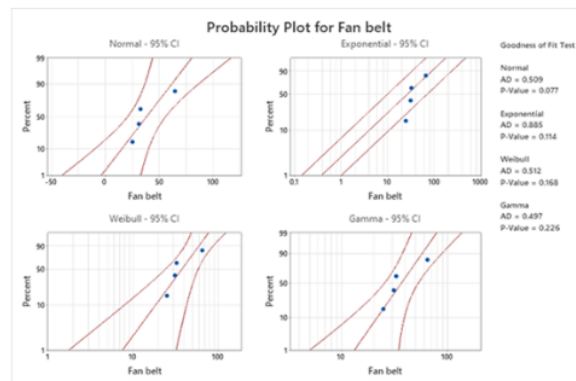 Probability Plot for Fan belt
Normal - 95% CI
Exponential - 95% CI
Goodness of Fit Test
99
90
50
10
1
Percent
-50
0
50
100
Fan belt
90
50
10
1
Percent
0.1
1
10
100
1000
Fan belt
Normal
AD = 0.509
P-Value = 0.077
Exponential
AD = 0.885
P-Value = 0.114
Weibull
AD = 0.512
P-Value = 0.168
Gamma
AD = 0.497
P-Value = 0.226
Weibull - 95% CI
Gamma - 95% CI
90
50
10
1
Percent
1
10
100
Fan belt
99
90
50
10
1
Percent
10
100
Fan belt